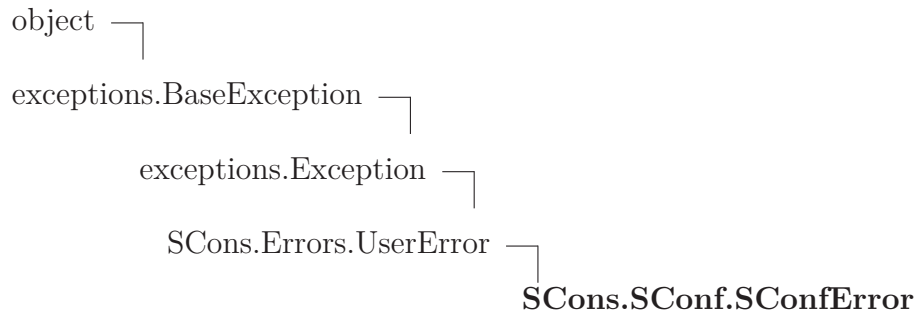 object
exceptions.BaseException
exceptions.Exception
SCons.Errors.UserError
SCons.SConf.SConfError